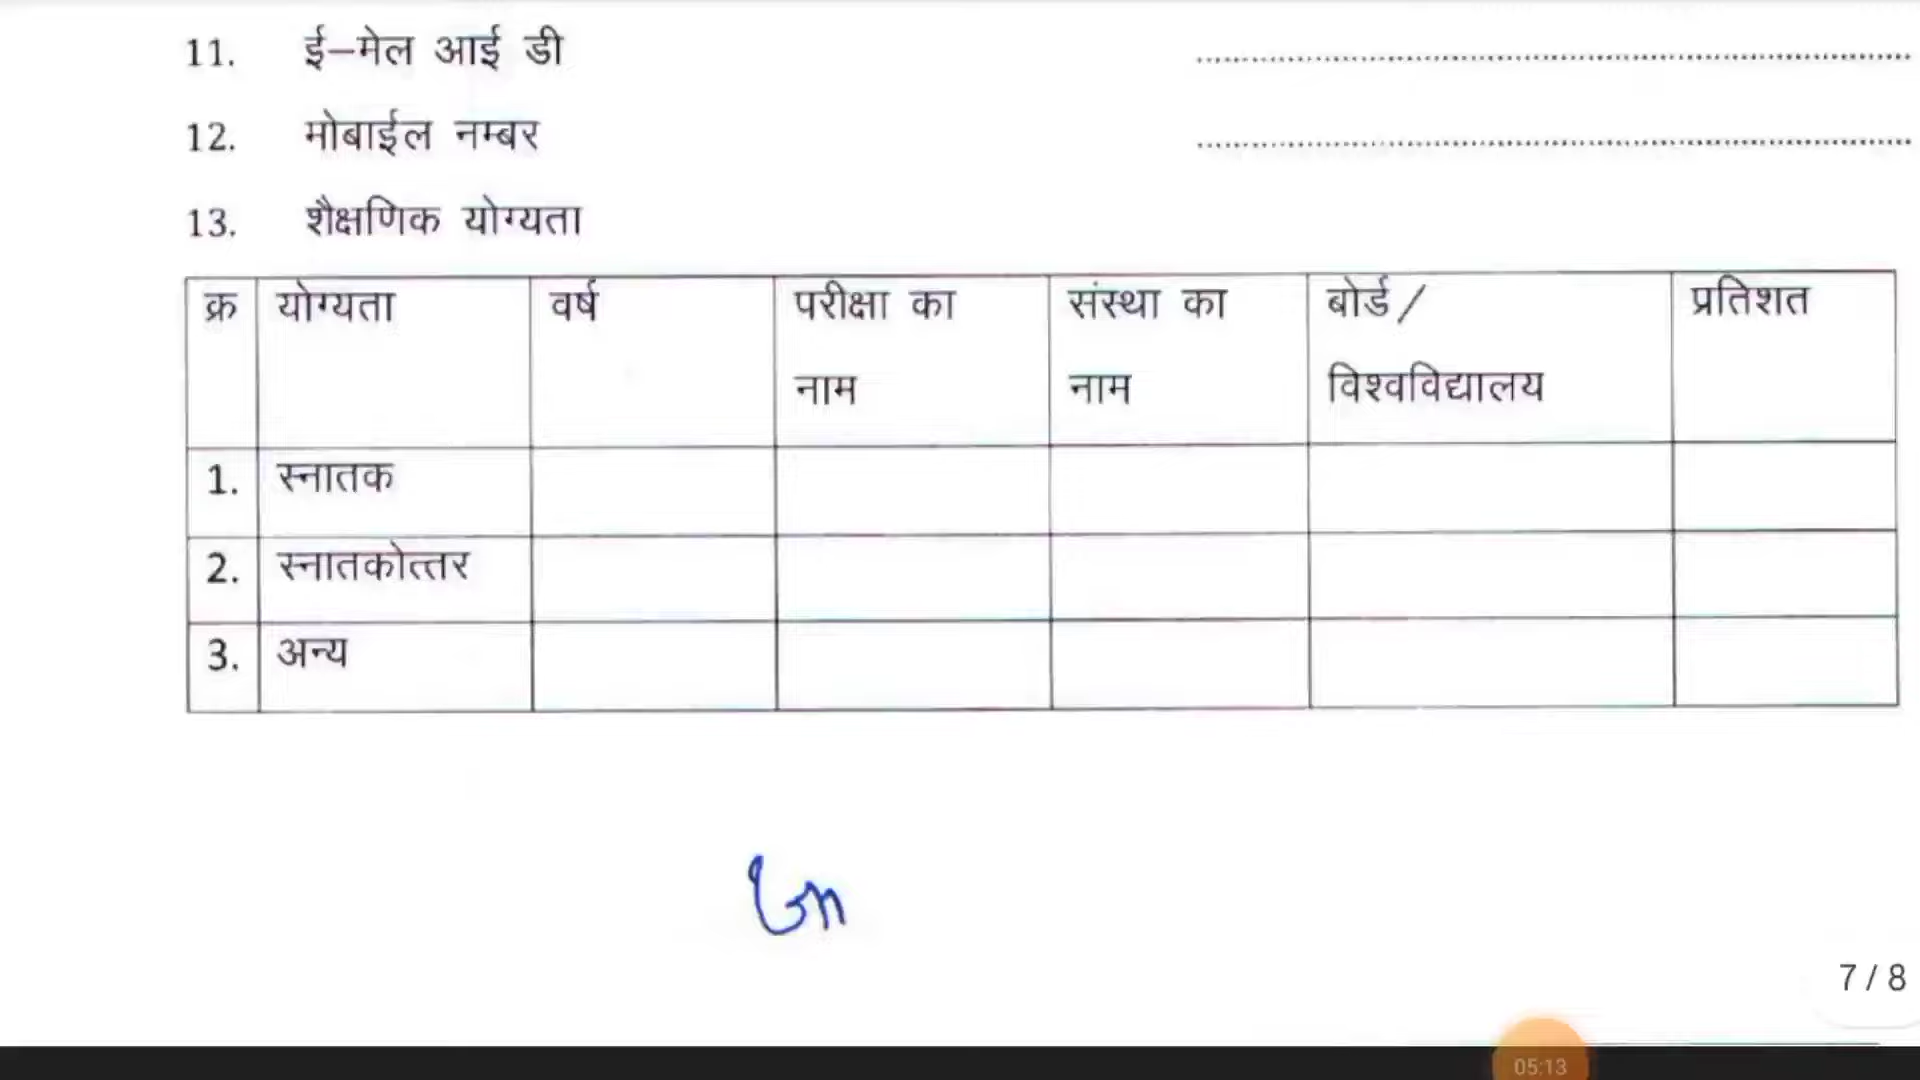 11. ई–मेल आई डी ........................................
12. मोबाईल नम्बर ........................................
13. शैक्षणिक योग्यता
क्र योग्यता वर्ष परीक्षा का नाम संस्था का नाम बोर्ड / विश्वविद्यालय प्रतिशत
1. स्नातक
2. स्नातकोत्तर
3. अन्य
7 / 8
05:13